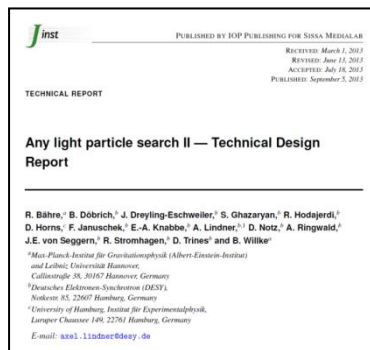 Jinst
PUBLISHED BY IOP PUBLISHING FOR SISSA MEDIALAB
RECEIVED: March 1, 2013
REVISED: June 13, 2013
ACCEPTED: July 18, 2013
PUBLISHED: September 5, 2013
TECHNICAL REPORT
Any light particle search II — Technical Design
Report
R. Bähre,a B. Döbrich,b J. Dreyling-Eschweiler,b S. Ghazaryan,b R. Hodajerdi,b
D. Horns,c F. Januschek,b E.-A. Knabbe,b A. Lindner,b,1 D. Notz,b A. Ringwald,b
J.E. von Seggern,b R. Stromhagen,b D. Trines,b and B. Willkea
aMax-Planck-Institut für Gravitationsphysik (Albert-Einstein-Institut)
and Leibniz Universität Hannover,
Callinstraße 38, 30167 Hannover, Germany
bDeutsches Elektronen-Synchrotron (DESY),
Notkestr. 85, 22607 Hamburg, Germany
cUniversity of Hamburg, Institut für Experimentalphysik,
Luruper Chaussee 149, 22761 Hamburg, Germany
E-mail: axel.lindner@desy.de